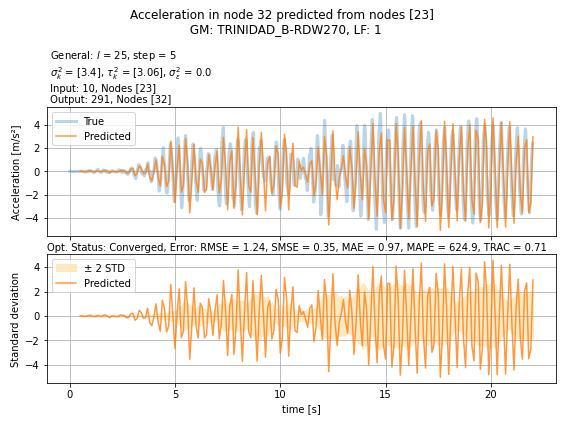 Acceleration in node 32 predicted from nodes [23]
GM: TRINIDAD_B-RDW270, LF: 1
General: l = 25, step = 5
σ²ₖ = [3.4], τ²ₖ = [3.06], σ²ε = 0.0
Input: 10, Nodes [23]
Output: 291, Nodes [32]
Acceleration [m/s²]
4
2
0
−2
−4
True
Predicted
Opt. Status: Converged, Error: RMSE = 1.24, SMSE = 0.35, MAE = 0.97, MAPE = 624.9, TRAC = 0.71
Standard deviation
4
2
0
−2
−4
± 2 STD
Predicted
0
5
10
15
20
time [s]